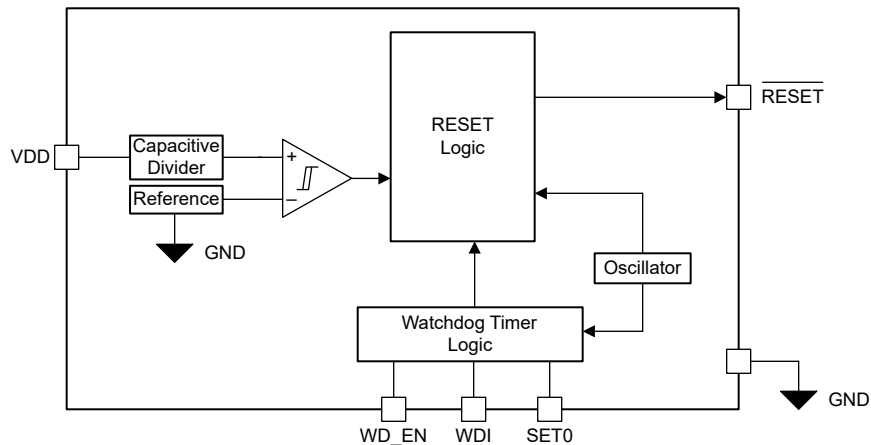 RESET
Logic
RESET
VDD
Capacitive
Divider
+
Reference
−
GND
Oscillator
Watchdog Timer
Logic
GND
WD_EN
WDI
SET0